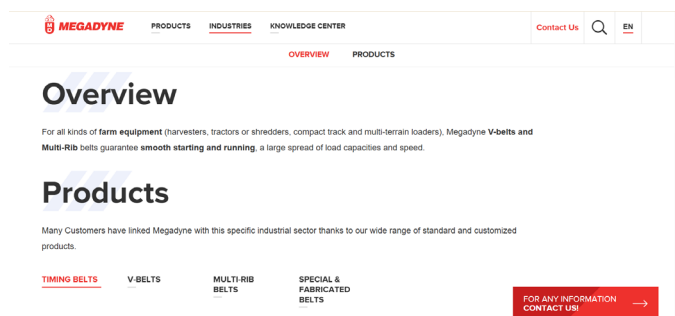 MEGADYNE PRODUCTS INDUSTRIES KNOWLEDGE CENTER Contact Us EN
OVERVIEW PRODUCTS
Overview
For all kinds of farm equipment (harvesters, tractors or shredders, compact track and multi-terrain loaders), Megadyne V-belts and
Multi-Rib belts guarantee smooth starting and running, a large spread of load capacities and speed.
Products
Many Customers have linked Megadyne with this specific industrial sector thanks to our wide range of standard and customized
products.
TIMING BELTS V-BELTS MULTI-RIB SPECIAL &
BELTS FABRICATED
BELTS
FOR ANY INFORMATION
CONTACT US!